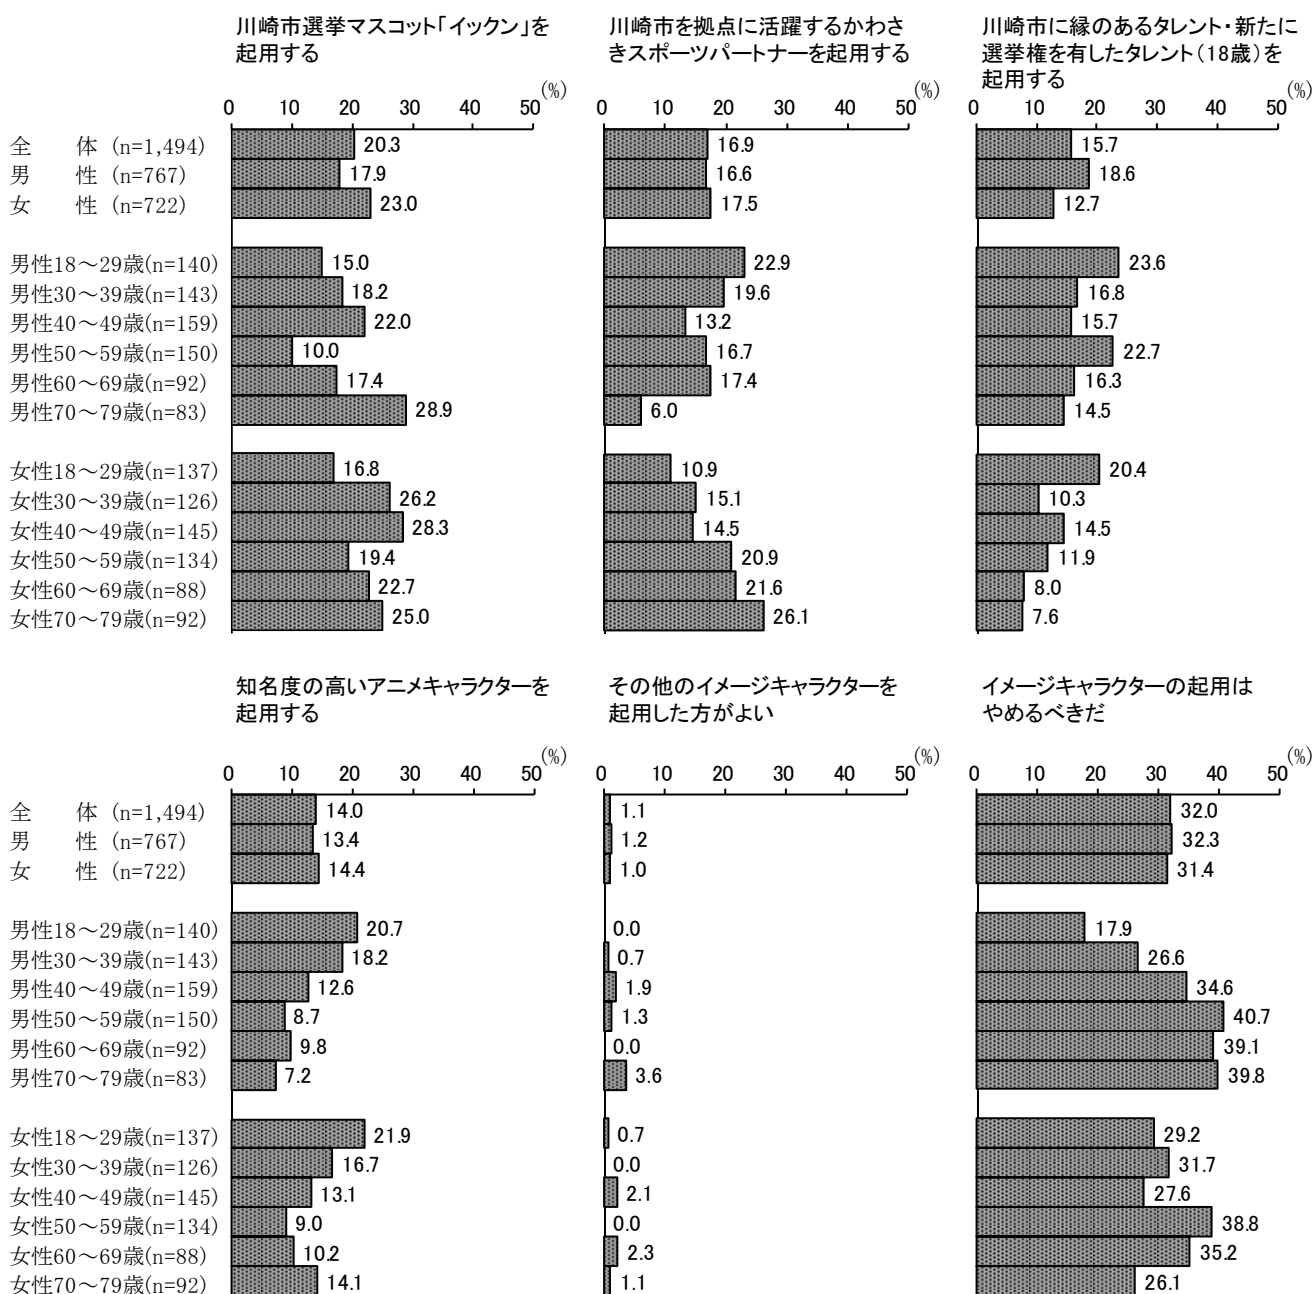 川崎市選挙マスコット「イックン」を
起用する
川崎市を拠点に活躍するかわさ
きスポーツパートナーを起用する
川崎市に縁のあるタレント・新たに
選挙権を有したタレント（18歳）を
起用する
(%) (%) (%)
0 10 20 30 40 50 0 10 20 30 40 50 0 10 20 30 40 50
全　体 (n=1,494) 20.3 16.9 15.7
男　性 (n=767) 17.9 16.6 18.6
女　性 (n=722) 23.0 17.5 12.7
男性18～29歳(n=140) 15.0 22.9 23.6
男性30～39歳(n=143) 18.2 19.6 16.8
男性40～49歳(n=159) 22.0 13.2 15.7
男性50～59歳(n=150) 10.0 16.7 22.7
男性60～69歳(n=92) 17.4 17.4 16.3
男性70～79歳(n=83) 28.9 6.0 14.5
女性18～29歳(n=137) 16.8 10.9 20.4
女性30～39歳(n=126) 26.2 15.1 10.3
女性40～49歳(n=145) 28.3 14.5 14.5
女性50～59歳(n=134) 19.4 20.9 11.9
女性60～69歳(n=88) 22.7 21.6 8.0
女性70～79歳(n=92) 25.0 26.1 7.6
知名度の高いアニメキャラクターを
起用する
その他のイメージキャラクターを
起用した方がよい
イメージキャラクターの起用は
やめるべきだ
(%) (%) (%)
0 10 20 30 40 50 0 10 20 30 40 50 0 10 20 30 40 50
全　体 (n=1,494) 14.0 1.1 32.0
男　性 (n=767) 13.4 1.2 32.3
女　性 (n=722) 14.4 1.0 31.4
男性18～29歳(n=140) 20.7 0.0 17.9
男性30～39歳(n=143) 18.2 0.7 26.6
男性40～49歳(n=159) 12.6 1.9 34.6
男性50～59歳(n=150) 8.7 1.3 40.7
男性60～69歳(n=92) 9.8 0.0 39.1
男性70～79歳(n=83) 7.2 3.6 39.8
女性18～29歳(n=137) 21.9 0.7 29.2
女性30～39歳(n=126) 16.7 0.0 31.7
女性40～49歳(n=145) 13.1 2.1 27.6
女性50～59歳(n=134) 9.0 0.0 38.8
女性60～69歳(n=88) 10.2 2.3 35.2
女性70～79歳(n=92) 14.1 1.1 26.1